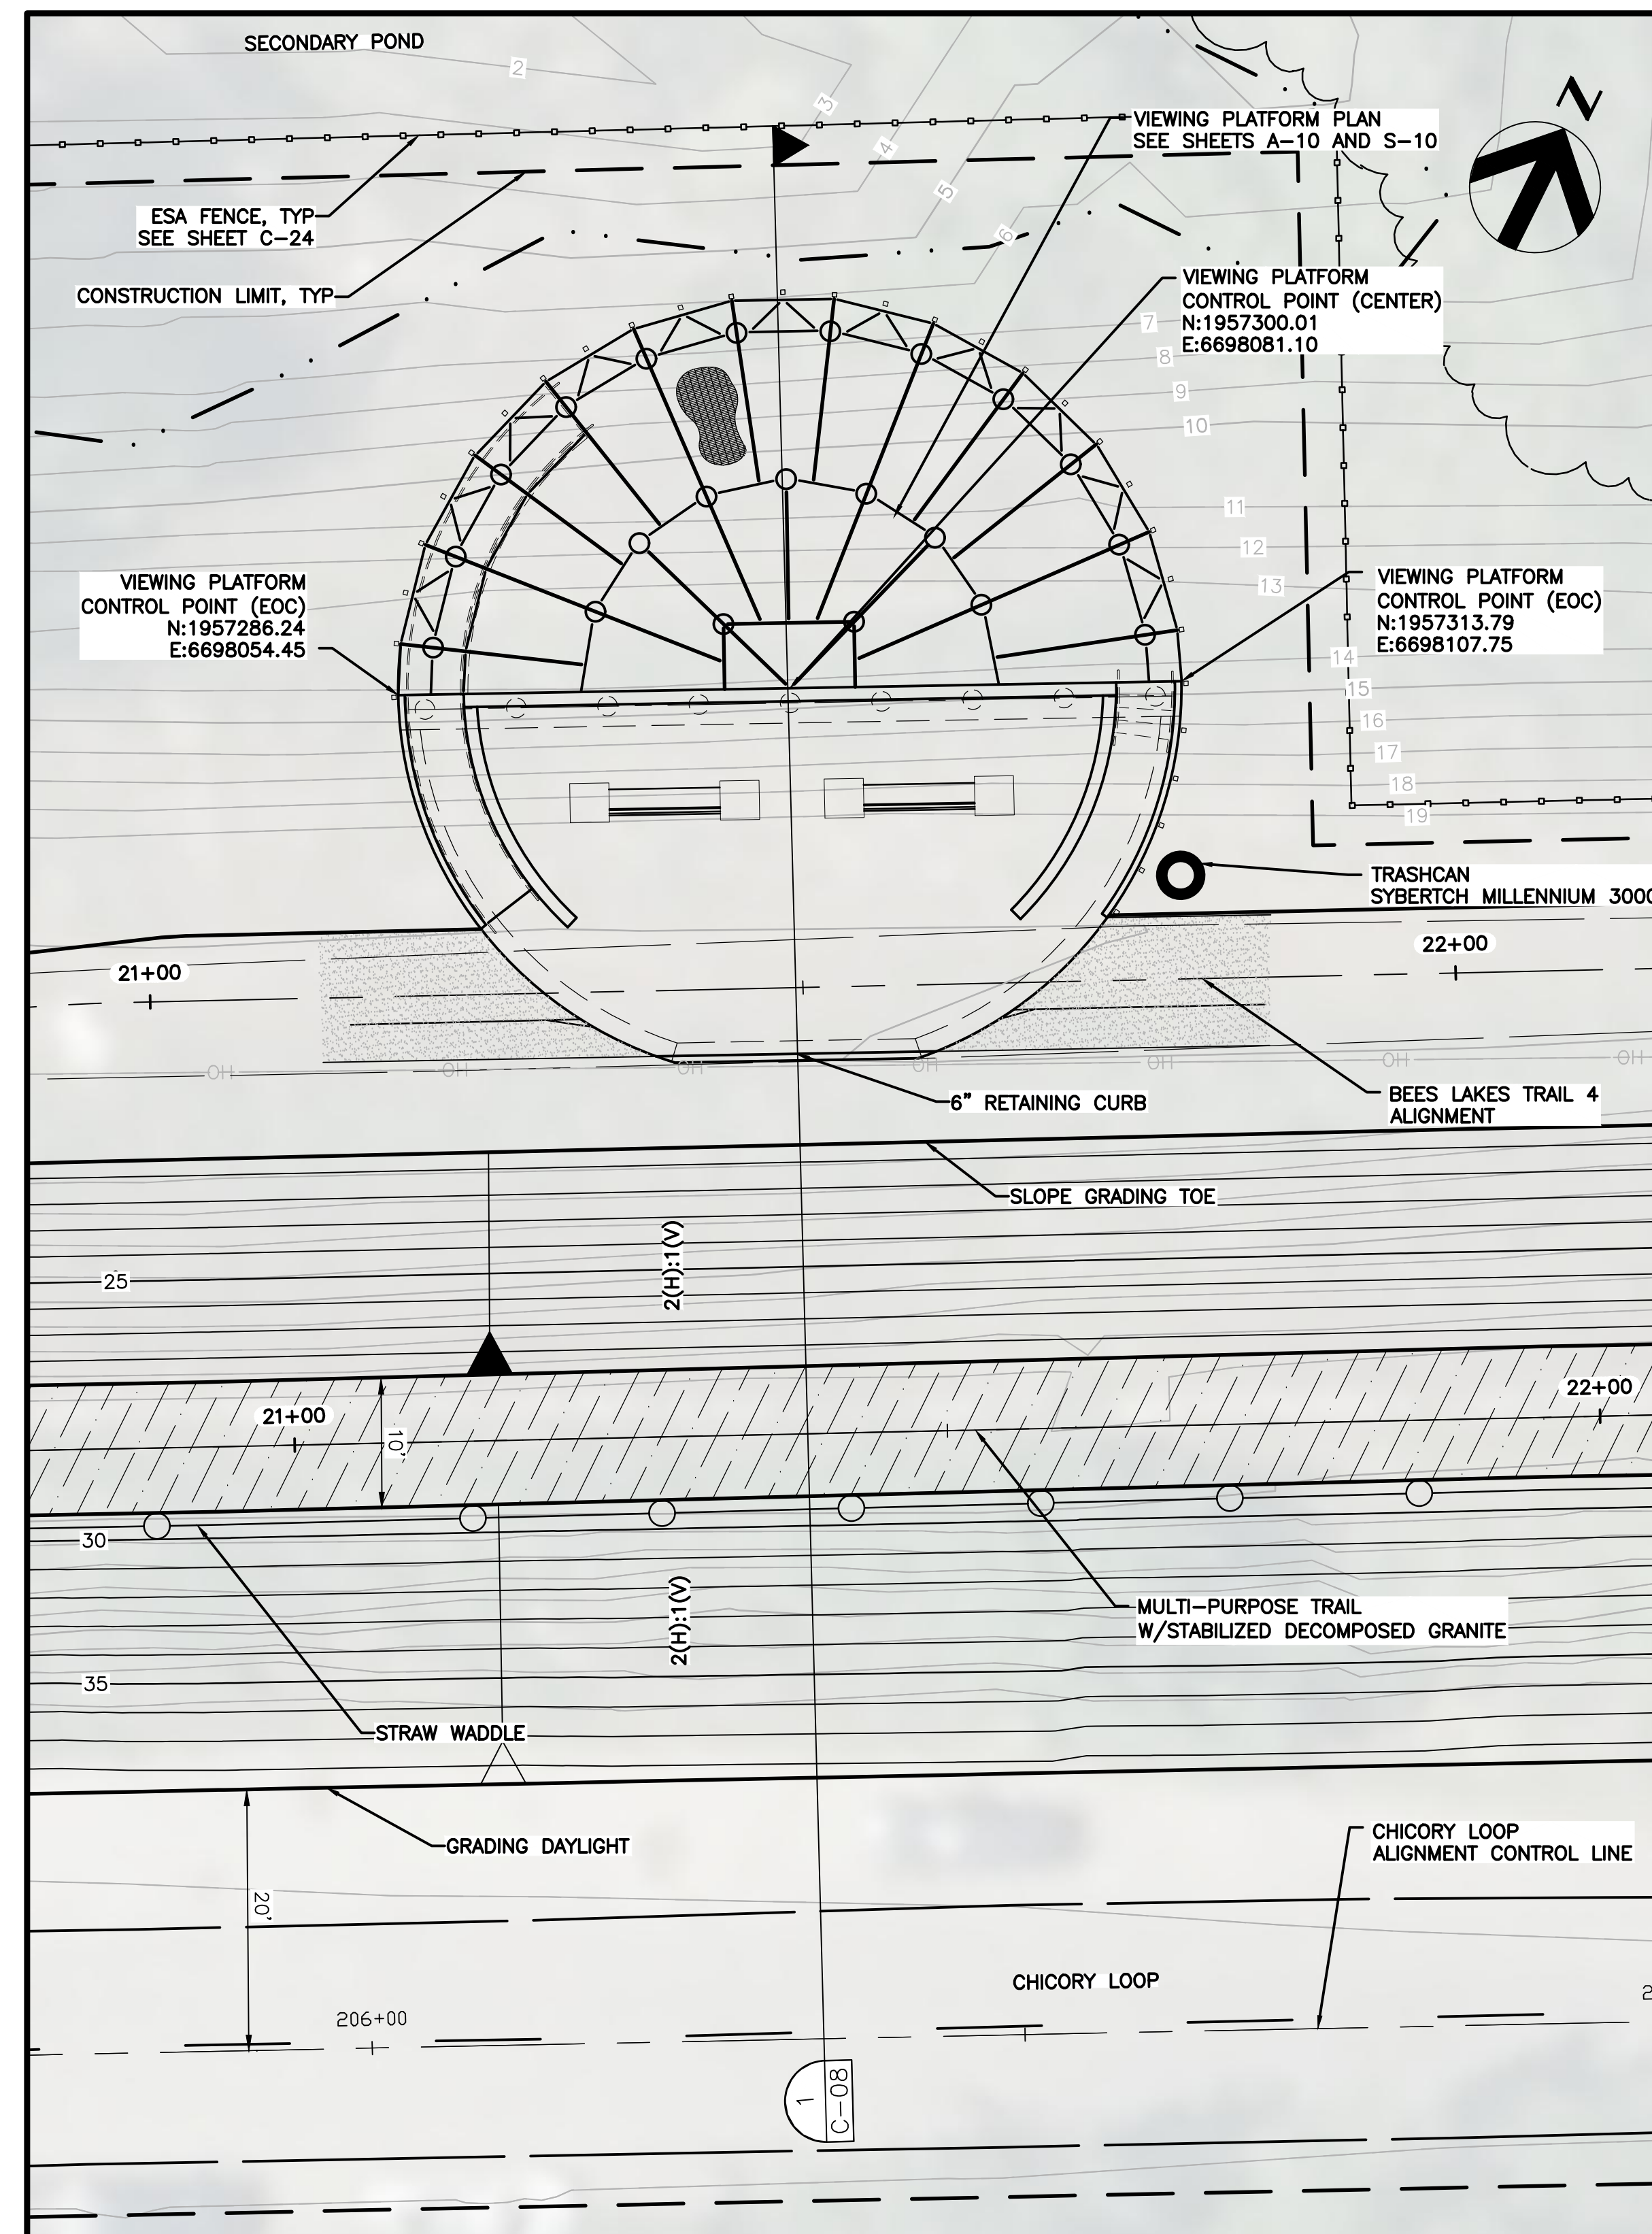 SECONDARY POND
2
3
4
5
6
N
VIEWING PLATFORM PLAN
SEE SHEETS A-10 AND S-10
ESA FENCE, TYP
SEE SHEET C-24
CONSTRUCTION LIMIT, TYP
VIEWING PLATFORM
CONTROL POINT (CENTER)
N:1957300.01
E:6698081.10
7
8
9
10
11
12
13
VIEWING PLATFORM
CONTROL POINT (EOC)
N:1957286.24
E:6698054.45
VIEWING PLATFORM
CONTROL POINT (EOC)
N:1957313.79
E:6698107.75
14
15
16
17
18
19
TRASHCAN
SYBERTCH MILLENNIUM 3000
21+00
22+00
OH OH OH OH OH OH OH
6" RETAINING CURB
BEES LAKES TRAIL 4
ALIGNMENT
SLOPE GRADING TOE
2(H):1(V)
25
21+00
22+00
10'
30
2(H):1(V)
MULTI-PURPOSE TRAIL
W/STABILIZED DECOMPOSED GRANITE
35
STRAW WADDLE
GRADING DAYLIGHT
CHICORY LOOP
ALIGNMENT CONTROL LINE
20'
CHICORY LOOP
206+00
2
1
C-08